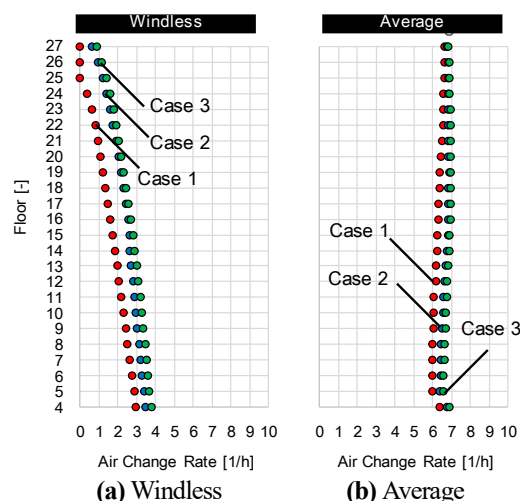 Windless
Average
27
26
25
24
23
22
21
20
19
18
17
16
15
14
13
12
11
10
9
8
7
6
5
4
Floor [-]
Case 3
Case 2
Case 1
Case 1
Case 2
Case 3
0 1 2 3 4 5 6 7 8 9 10
0 1 2 3 4 5 6 7 8 9 10
Air Change Rate [1/h]
Air Change Rate [1/h]
(a) Windless
(b) Average